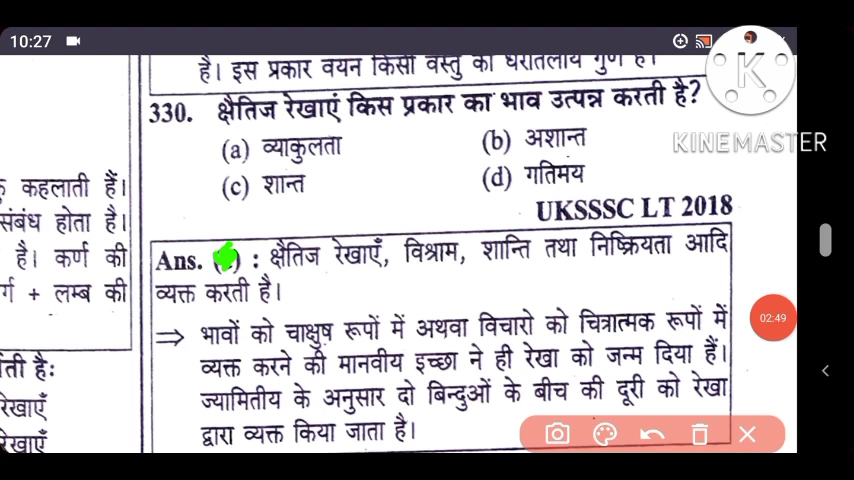 10:27
है। इस प्रकार वयन किसी वस्तु का धरातलीय गुण है।
330. क्षैतिज रेखाएं किस प्रकार का भाव उत्पन्न करती है?
(a) व्याकुलता (b) अशान्त
(c) शान्त (d) गतिमय
UKSSSC LT 2018
Ans. : क्षैतिज रेखाएँ, विश्राम, शान्ति तथा निष्क्रियता आदि
व्यक्त करती है।
⇒ भावों को चाक्षुष रूपों में अथवा विचारो को चित्रात्मक रूपों में
व्यक्त करने की मानवीय इच्छा ने ही रेखा को जन्म दिया हैं।
ज्यामितीय के अनुसार दो बिन्दुओं के बीच की दूरी को रेखा
द्वारा व्यक्त किया जाता है।
कहलाती हैं।
संबंध होता है।
है। कर्ण की
र्ग + लम्ब की
ती है:
रेखाएँ
रेखाएँ
K
KINEMASTER
02:49